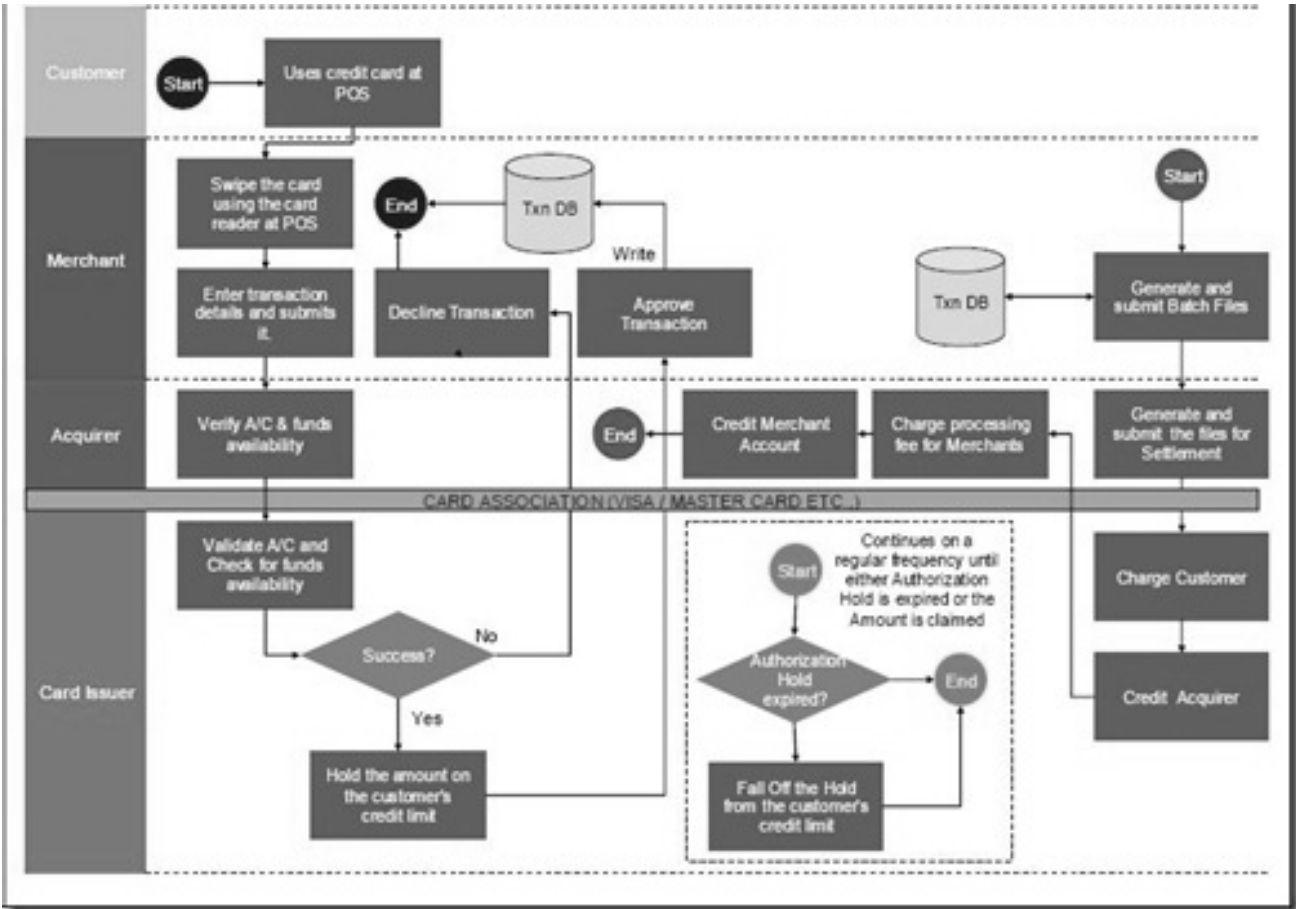 Customer
Start
Uses credit card at
POS
Merchant
Swipe the card
using the card
reader at POS
End
Txn DB
Start
Write
Enter transaction
details and submits
it.
Decline Transaction
Approve
Transaction
Txn DB
Generate and
submit Batch Files
Acquirer
Verify A/C & funds
availability
End
Credit Merchant
Account
Charge processing
fee for Merchants
Generate and
submit the files for
Settlement
CARD ASSOCIATION (VISA / MASTER CARD ETC.,)
Card Issuer
Validate A/C and
Check for funds
availability
Success?
No
Yes
Hold the amount on
the customer's
credit limit
Start
Continues on a
regular frequency until
either Authorization
Hold is expired or the
Amount is claimed
Authorization
Hold
expired?
End
Fall Off the Hold
from the customer's
credit limit
Charge Customer
Credit Acquirer